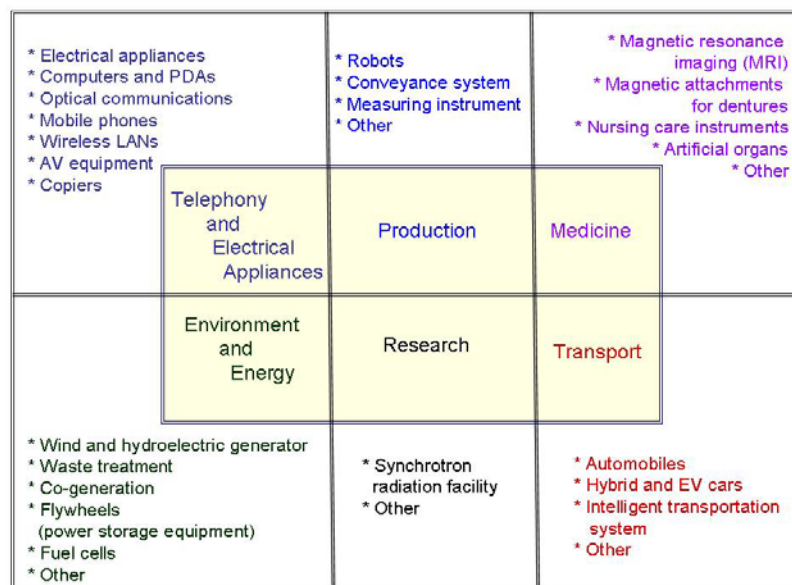 * Electrical appliances
* Computers and PDAs
* Optical communications
* Mobile phones
* Wireless LANs
* AV equipment
* Copiers
Telephony
and
Electrical
Appliances
* Robots
* Conveyance system
* Measuring instrument
* Other
Production
* Magnetic resonance
imaging (MRI)
* Magnetic attachments
for dentures
* Nursing care instruments
* Artificial organs
* Other
Medicine
Environment
and
Energy
* Wind and hydroelectric generator
* Waste treatment
* Co-generation
* Flywheels
(power storage equipment)
* Fuel cells
* Other
Research
* Synchrotron
radiation facility
* Other
Transport
* Automobiles
* Hybrid and EV cars
* Intelligent transportation
system
* Other